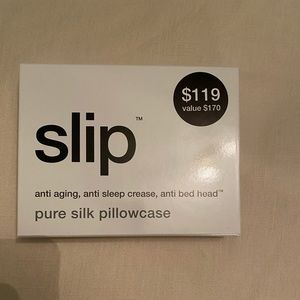 $119
value $170
slip™
anti aging, anti sleep crease, anti bed head™
pure silk pillowcase